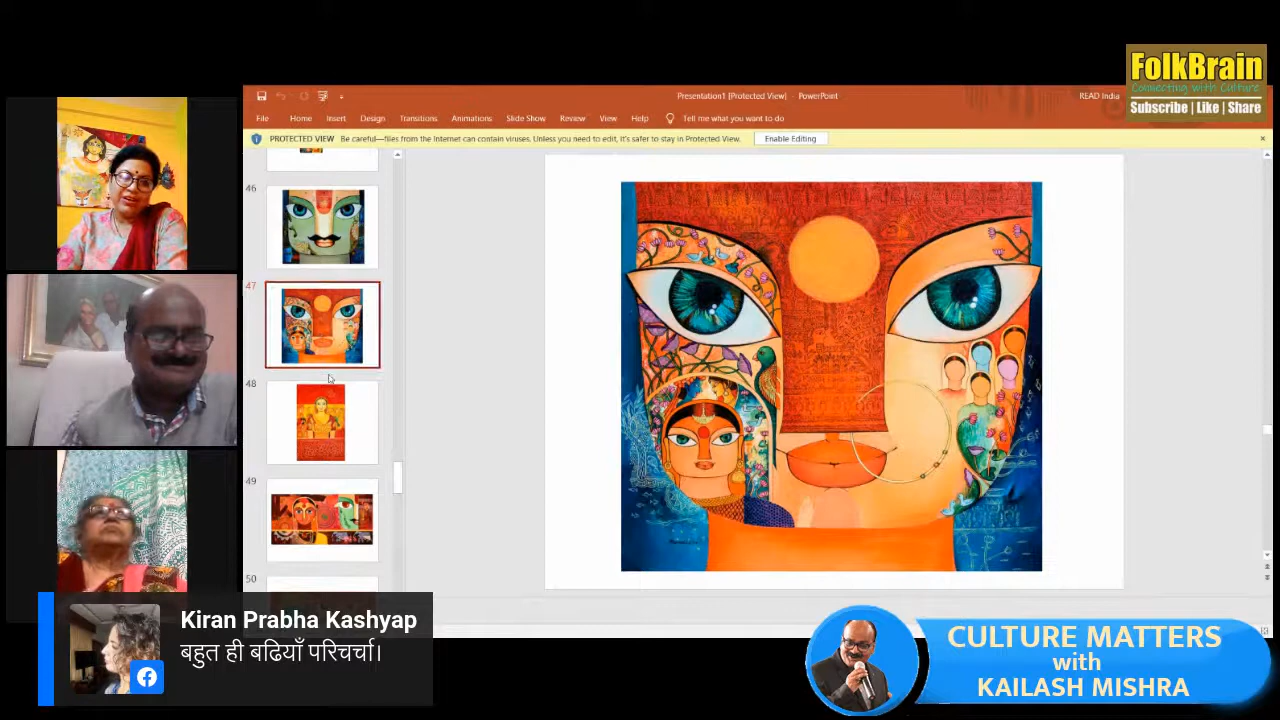 FolkBrain
Connecting with Culture
Subscribe | Like | Share
Presentation1 [Protected View] - PowerPoint
READ India
File Home Insert Design Transitions Animations Slide Show Review View Help Tell me what you want to do
PROTECTED VIEW Be careful—files from the Internet can contain viruses. Unless you need to edit, it's safer to stay in Protected View. Enable Editing
46
47
48
49
50
Kiran Prabha Kashyap
बहुत ही बढियाँ परिचर्चा।
CULTURE MATTERS
with
KAILASH MISHRA